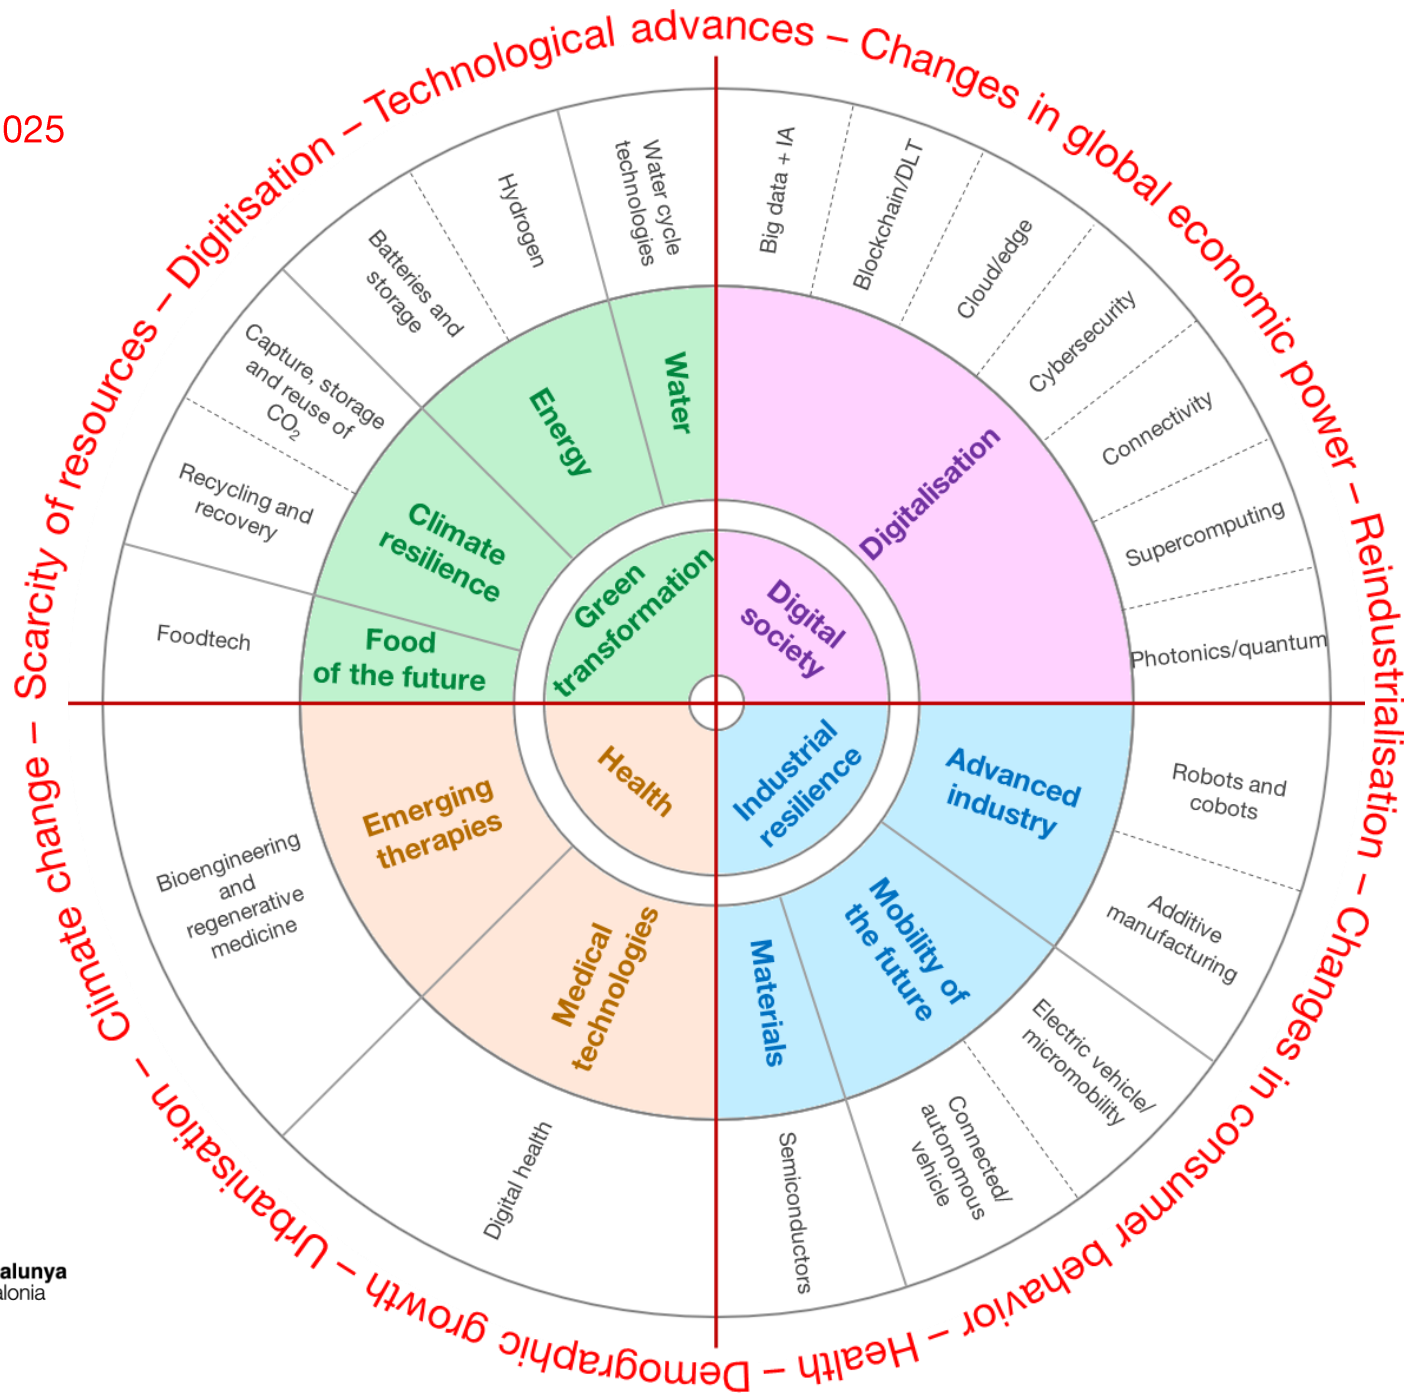 025
Technological advances – Changes in global economic power – Reindustrialisation – Changes in consumer behavior – Health – Demographic growth – Urbanisation – Climate change – Scarcity of resources – Digitisation –
Big data + IA
Blockchain/DLT
Cloud/edge
Cybersecurity
Connectivity
Supercomputing
Photonics/quantum
Digitalisation
Digital
society
Robots and
cobots
Additive
manufacturing
Electric vehicle/
micromobility
Connected/
autonomous
vehicle
Semiconductors
Advanced
industry
Mobility of
the future
Materials
Industrial
resilience
Digital health
Bioengineering
and
regenerative
medicine
Medical
technologies
Emerging
therapies
Health
Foodtech
Recycling and
recovery
Capture, storage
and reuse of
CO₂
Batteries and
storage
Hydrogen
Water cycle
technologies
Food
of the future
Climate
resilience
Energy
Water
Green
transformation
alunya
alonia